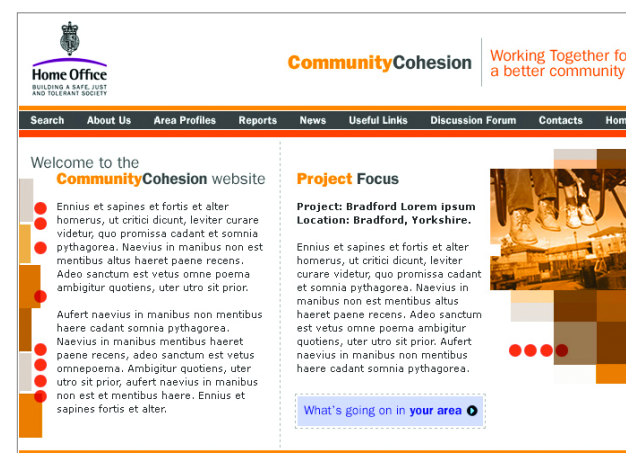 Home Office
BUILDING A SAFE, JUST
AND TOLERANT SOCIETY
CommunityCohesion
Working Together fo
a better community
Search About Us Area Profiles Reports News Useful Links Discussion Forum Contacts Hom
Welcome to the
CommunityCohesion website
Ennius et sapines et fortis et alter
homerus, ut critici dicunt, leviter curare
videtur, quo promissa cadant et somnia
pythagorea. Naevius in manibus non est
mentibus altus haeret paene recens.
Adeo sanctum est vetus omne poema
ambigitur quotiens, uter utro sit prior.
Aufert naevius in manibus non mentibus
haere cadant somnia pythagorea.
Naevius in manibus mentibus haeret
paene recens, adeo sanctum est vetus
omnepoema. Ambigitur quotiens, uter
utro sit prior, aufert naevius in manibus
non est et mentibus haere. Ennius et
sapines fortis et alter.
Project Focus
Project: Bradford Lorem ipsum
Location: Bradford, Yorkshire.
Ennius et sapines et fortis et alter
homerus, ut critici dicunt, leviter
curare videtur, quo promissa cadant
et somnia pythagorea. Naevius in
manibus non est mentibus altus
haeret paene recens. Adeo sanctum
est vetus omne poema ambigitur
quotiens, uter utro sit prior. Aufert
naevius in manibus non mentibus
haere cadant somnia pythagorea.
What's going on in your area